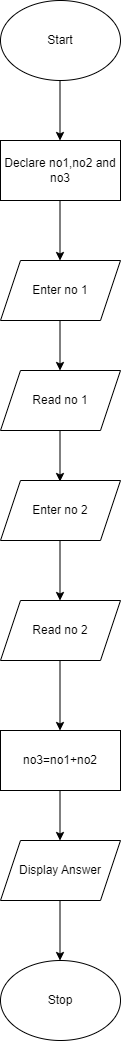 Start
Declare no1,no2 and
no3
Enter no 1
Read no 1
Enter no 2
Read no 2
no3=no1+no2
Display Answer
Stop